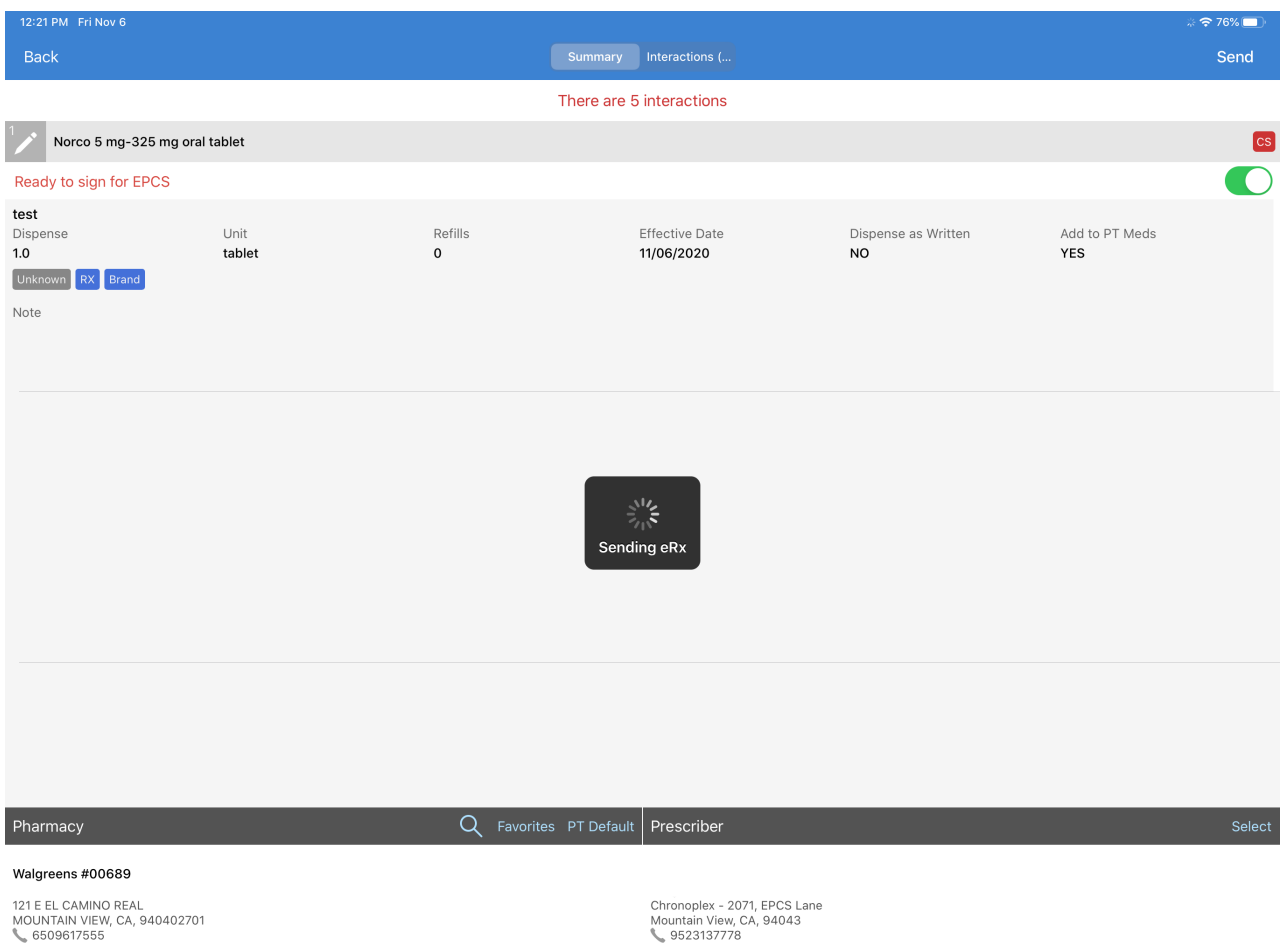 12:21 PM Fri Nov 6 76%
Back Summary Interactions (... Send
There are 5 interactions
1 Norco 5 mg-325 mg oral tablet CS
Ready to sign for EPCS
test
Dispense Unit Refills Effective Date Dispense as Written Add to PT Meds
1.0 tablet 0 11/06/2020 NO YES
Unknown RX Brand
Note
Sending eRx
Pharmacy Favorites PT Default Prescriber Select
Walgreens #00689
121 E EL CAMINO REAL
MOUNTAIN VIEW, CA, 940402701
6509617555
Chronoplex - 2071, EPCS Lane
Mountain View, CA, 94043
9523137778